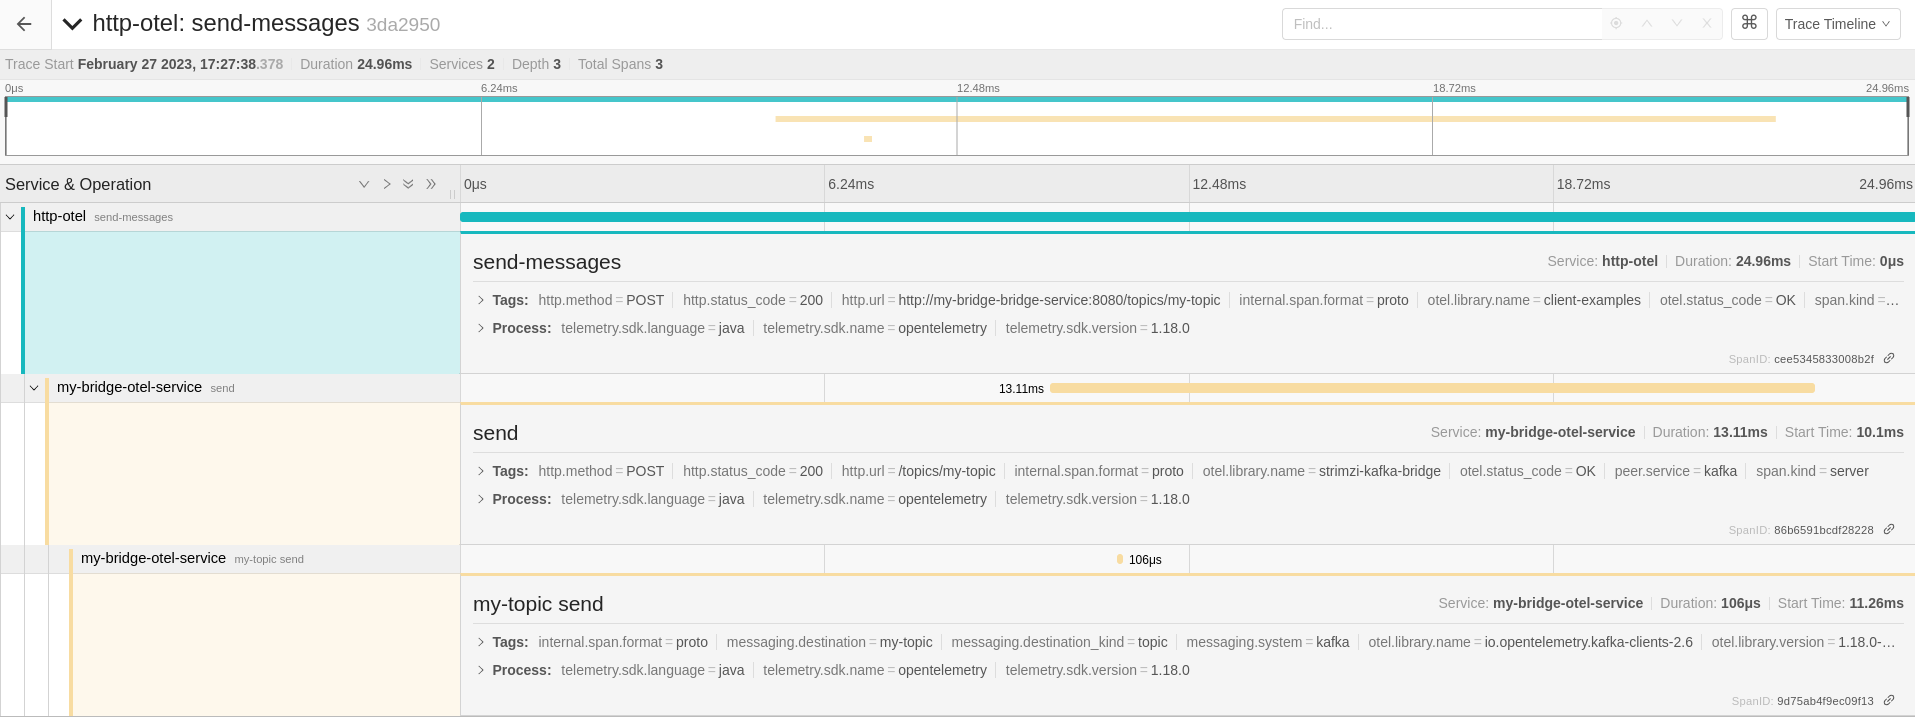 http-otel: send-messages 3da2950 Find... ⌘ Trace Timeline
Trace Start February 27 2023, 17:27:38.378 Duration 24.96ms Services 2 Depth 3 Total Spans 3
0μs 6.24ms 12.48ms 18.72ms 24.96ms
Service & Operation 0μs 6.24ms 12.48ms 18.72ms 24.96ms
http-otel send-messages
send-messages Service: http-otel Duration: 24.96ms Start Time: 0μs
Tags: http.method = POST http.status_code = 200 http.url = http://my-bridge-bridge-service:8080/topics/my-topic internal.span.format = proto otel.library.name = client-examples otel.status_code = OK span.kind =...
Process: telemetry.sdk.language = java telemetry.sdk.name = opentelemetry telemetry.sdk.version = 1.18.0
SpanID: cee5345833008b2f
my-bridge-otel-service send 13.11ms
send Service: my-bridge-otel-service Duration: 13.11ms Start Time: 10.1ms
Tags: http.method = POST http.status_code = 200 http.url = /topics/my-topic internal.span.format = proto otel.library.name = strimzi-kafka-bridge otel.status_code = OK peer.service = kafka span.kind = server
Process: telemetry.sdk.language = java telemetry.sdk.name = opentelemetry telemetry.sdk.version = 1.18.0
SpanID: 86b6591bcdf28228
my-bridge-otel-service my-topic send 106μs
my-topic send Service: my-bridge-otel-service Duration: 106μs Start Time: 11.26ms
Tags: internal.span.format = proto messaging.destination = my-topic messaging.destination_kind = topic messaging.system = kafka otel.library.name = io.opentelemetry.kafka-clients-2.6 otel.library.version = 1.18.0-...
Process: telemetry.sdk.language = java telemetry.sdk.name = opentelemetry telemetry.sdk.version = 1.18.0
SpanID: 9d75ab4f9ec09f13